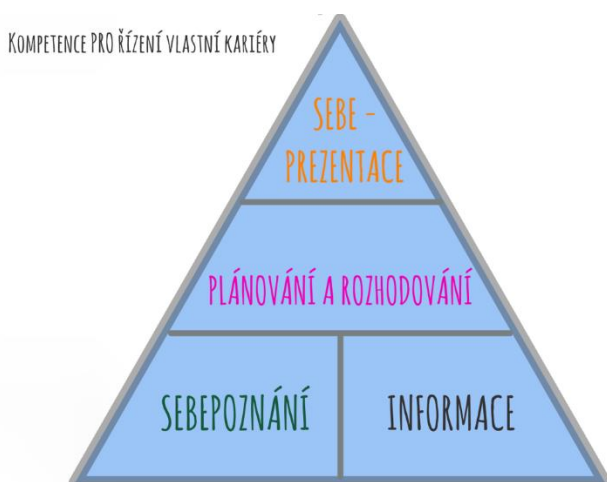 Kompetence PRO řízení vlastní kariéry
SEBE -
PREZENTACE
PLÁNOVÁNÍ A ROZHODOVÁNÍ
SEBEPOZNÁNÍ
INFORMACE